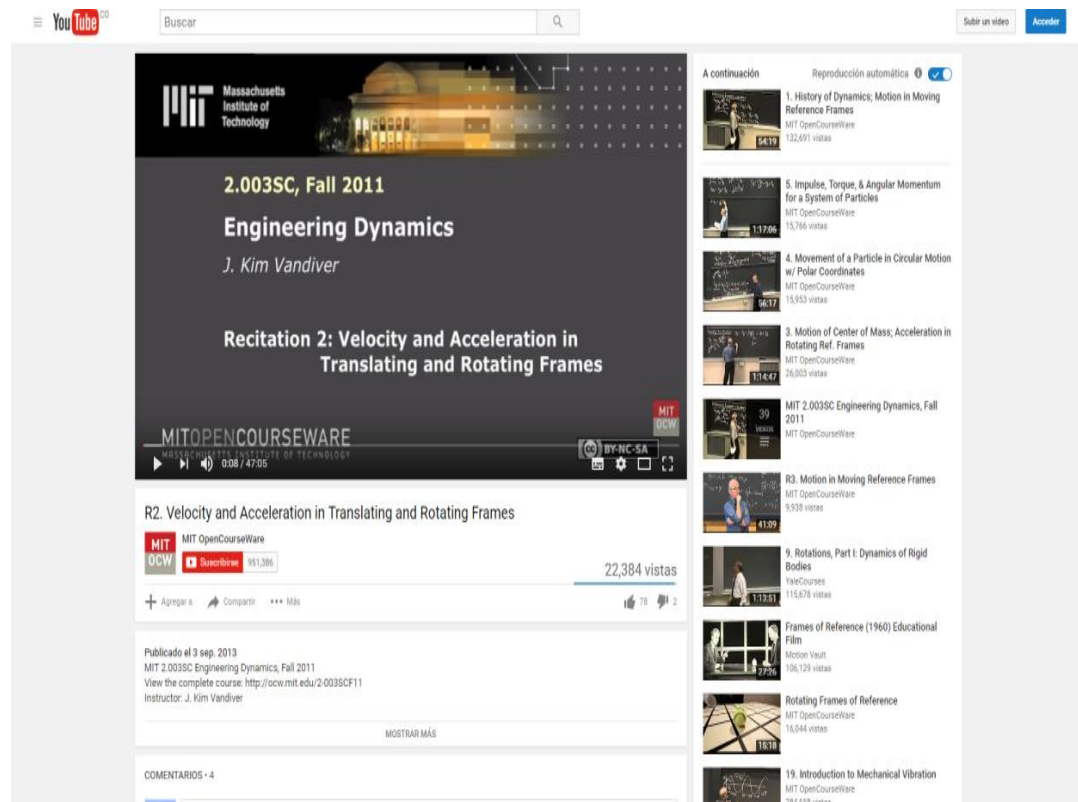 YouTube CO
Buscar
Subir un video
Acceder
Massachusetts
Institute of
Technology
2.003SC, Fall 2011
Engineering Dynamics
J. Kim Vandiver
Recitation 2: Velocity and Acceleration in
Translating and Rotating Frames
MIT
OCW
MITOPENCOURSEWARE
MASSACHUSETTS INSTITUTE OF TECHNOLOGY
cc BY-NC-SA
0:08 / 47:05
R2. Velocity and Acceleration in Translating and Rotating Frames
MIT
OCW
MIT OpenCourseWare
Suscribirse 951,386
22,384 vistas
Agregar a Compartir ••• Más
78 2
Publicado el 3 sep. 2013
MIT 2.003SC Engineering Dynamics, Fall 2011
View the complete course: http://ocw.mit.edu/2-003SCF11
Instructor: J. Kim Vandiver
MOSTRAR MÁS
COMENTARIOS • 4
A continuación
Reproducción automática
1. History of Dynamics; Motion in Moving
Reference Frames
MIT OpenCourseWare
132,691 vistas
54:19
5. Impulse, Torque, & Angular Momentum
for a System of Particles
MIT OpenCourseWare
15,766 vistas
1:17:06
4. Movement of a Particle in Circular Motion
w/ Polar Coordinates
MIT OpenCourseWare
15,953 vistas
56:17
3. Motion of Center of Mass; Acceleration in
Rotating Ref. Frames
MIT OpenCourseWare
26,003 vistas
1:14:47
MIT 2.003SC Engineering Dynamics, Fall
2011
MIT OpenCourseWare
39
VIDEOS
R3. Motion in Moving Reference Frames
MIT OpenCourseWare
9,938 vistas
41:09
9. Rotations, Part I: Dynamics of Rigid
Bodies
YaleCourses
115,678 vistas
1:13:51
Frames of Reference (1960) Educational
Film
Motion Vault
106,129 vistas
27:26
Rotating Frames of Reference
MIT OpenCourseWare
16,044 vistas
15:18
19. Introduction to Mechanical Vibration
MIT OpenCourseWare